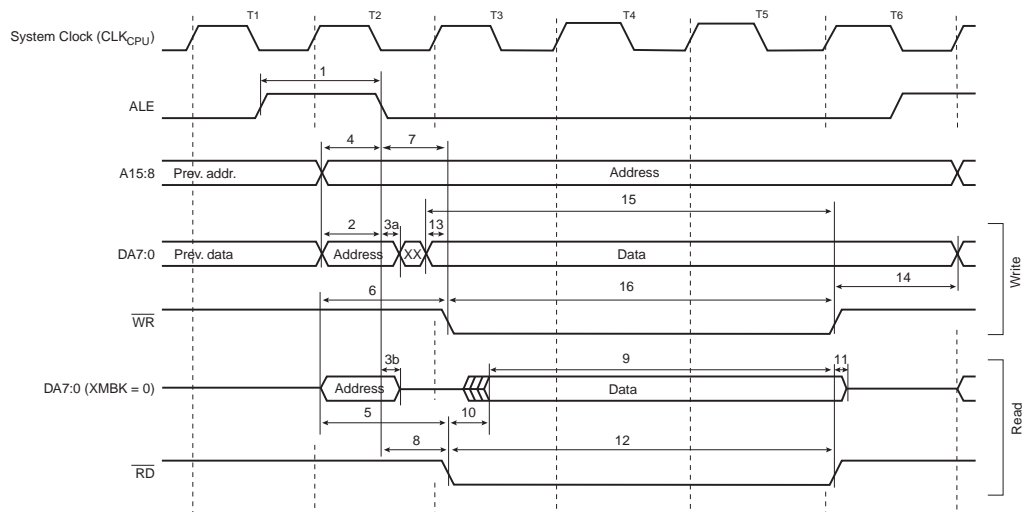 T1 T2 T3 T4 T5 T6
System Clock (CLKCPU)
1
ALE
4 7
A15:8 Prev. addr. Address
15
2 3a 13
DA7:0 Prev. data Address XX Data
14
6 16
WR
Write
3b 9 11
DA7:0 (XMBK = 0) Address Data
5 10
8 12
RD
Read